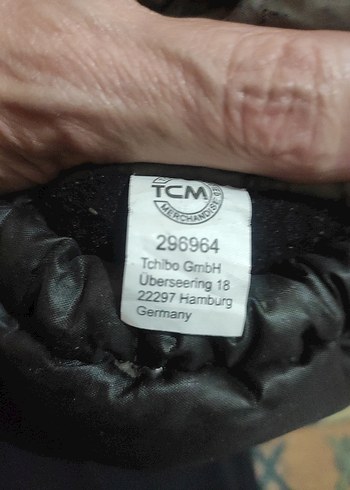 TCM
MERCHANDISE
296964
Tchibo GmbH
Überseering 18
22297 Hamburg
Germany